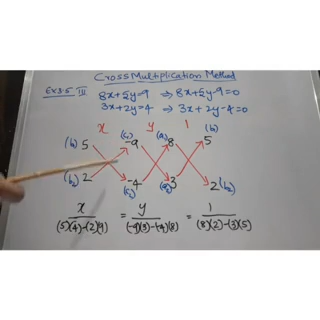 Cross Multiplication Method
Ex 3.5 III 8x+5y=9 ⇒ 8x+5y-9=0
3x+2y=4 ⇒ 3x+2y-4=0
x y 1
(b₁) 5 (c₁) -9 (a₁) 8 5 (b₁)
(b₂) 2 -4 (c₂) 3 (a₂) 2 (b₂)
x/(5)(-4)-(2)(-9) = y/(-9)(3)-(-4)(8) = 1/(8)(2)-(3)(5)